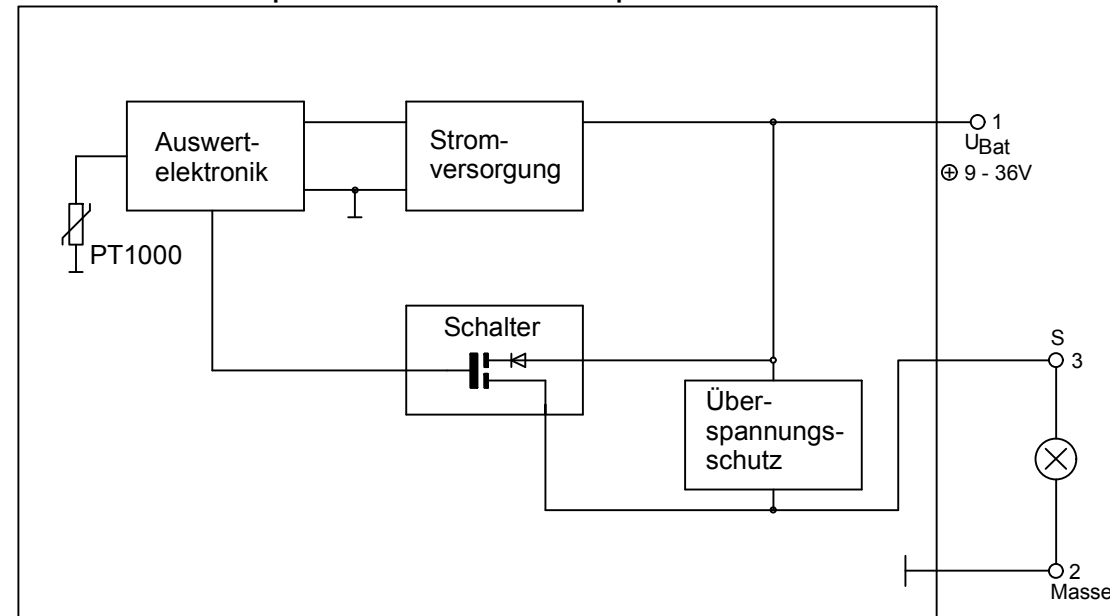 Auswert-
elektronik
Strom-
versorgung
1
UBat
⊕ 9 - 36V
PT1000
Schalter
S
3
Über-
spannungs-
schutz
2
Masse